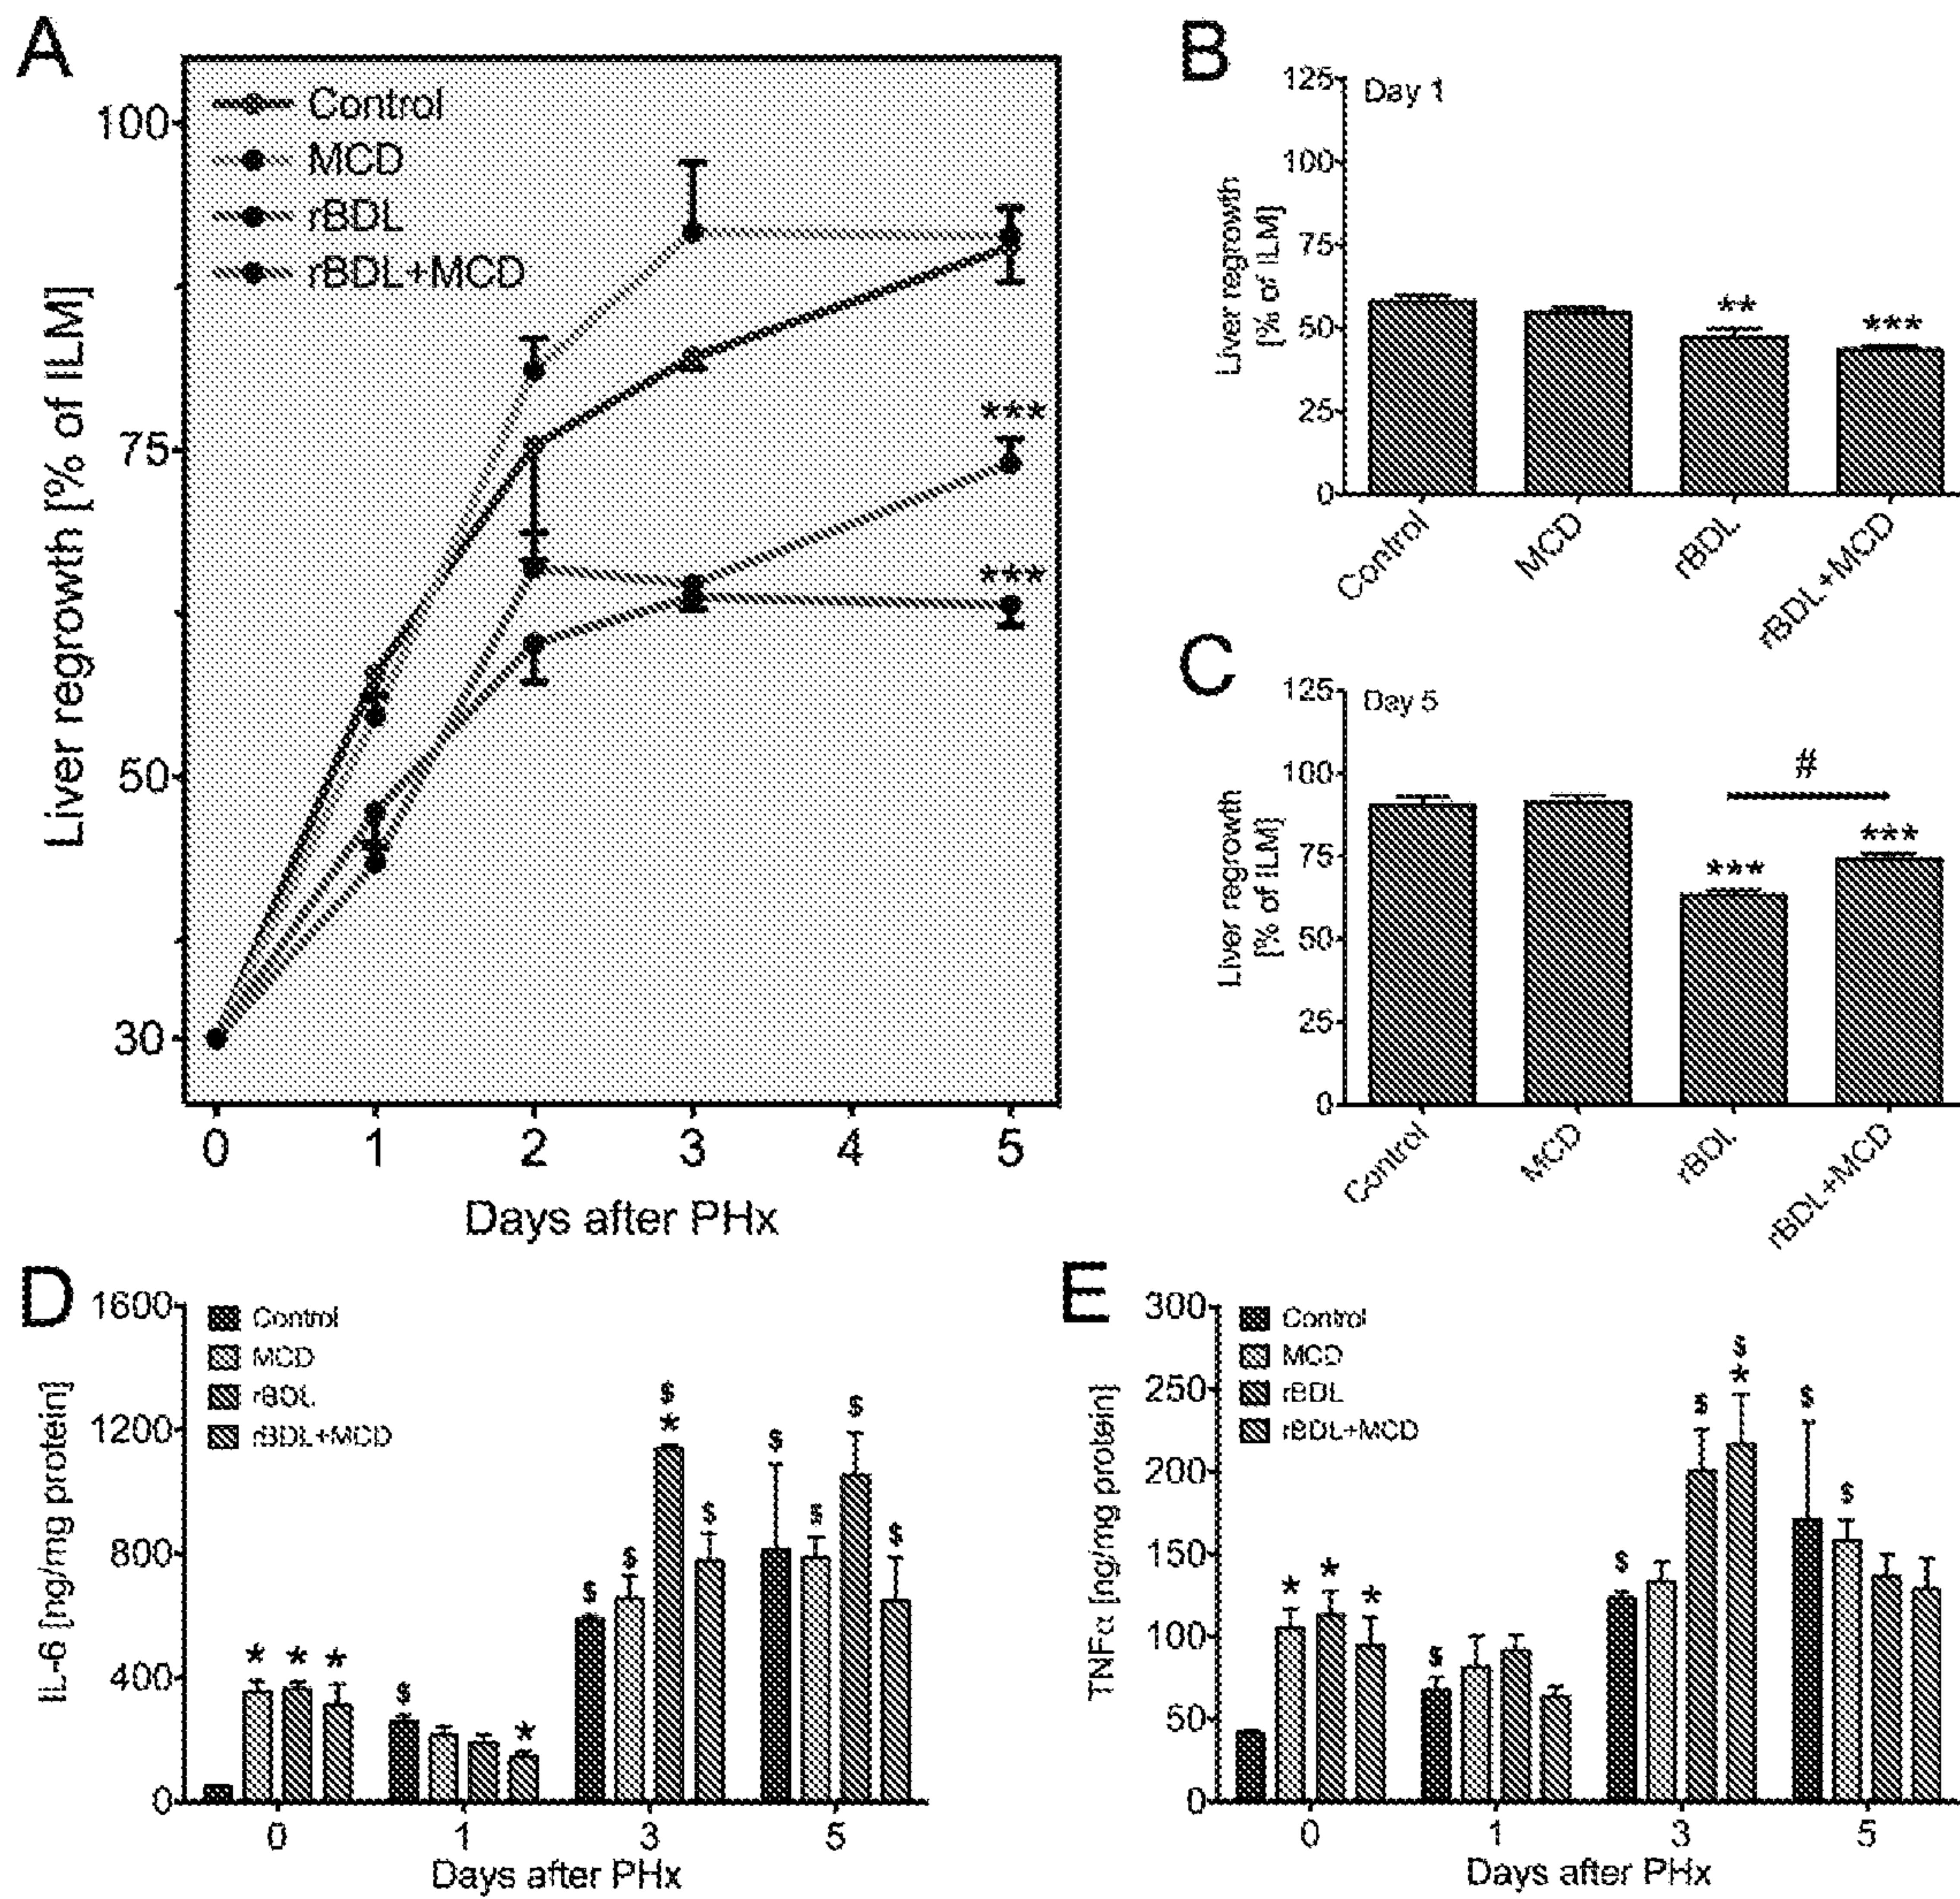 A
Liver regrowth [% of ILM]
100
75
50
30
Control
MCD
rBDL
rBDL+MCD
***
***
0 1 2 3 4 5
Days after PHx
B
Liver regrowth
[% of ILM]
125
100
75
50
25
0
Day 1
**
***
Control MCD rBDL rBDL+MCD
C
Liver regrowth
[% of ILM]
125
100
75
50
25
0
Day 5
#
***
***
Control MCD rBDL rBDL+MCD
D
IL-6 [ng/mg protein]
1600
1200
800
400
0
Control
MCD
rBDL
rBDL+MCD
* * *
$ *
$ $ $ * $
$ $ $ $
0 1 3 5
Days after PHx
E
TNFα [ng/mg protein]
300
250
200
150
100
50
0
Control
MCD
rBDL
rBDL+MCD
* * *
$
$ $ $ *
$ $
0 1 3 5
Days after PHx